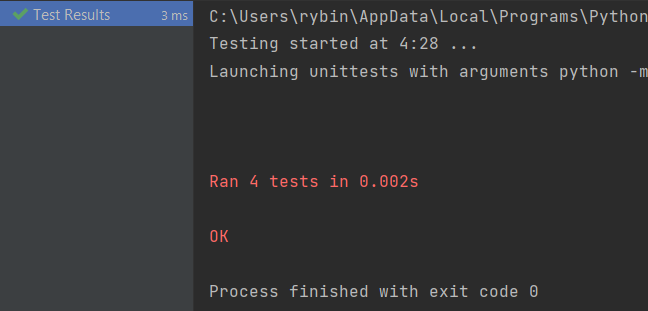 Test Results 3 ms
C:\Users\rybin\AppData\Local\Programs\Python
Testing started at 4:28 ...
Launching unittests with arguments python -m
Ran 4 tests in 0.002s
OK
Process finished with exit code 0